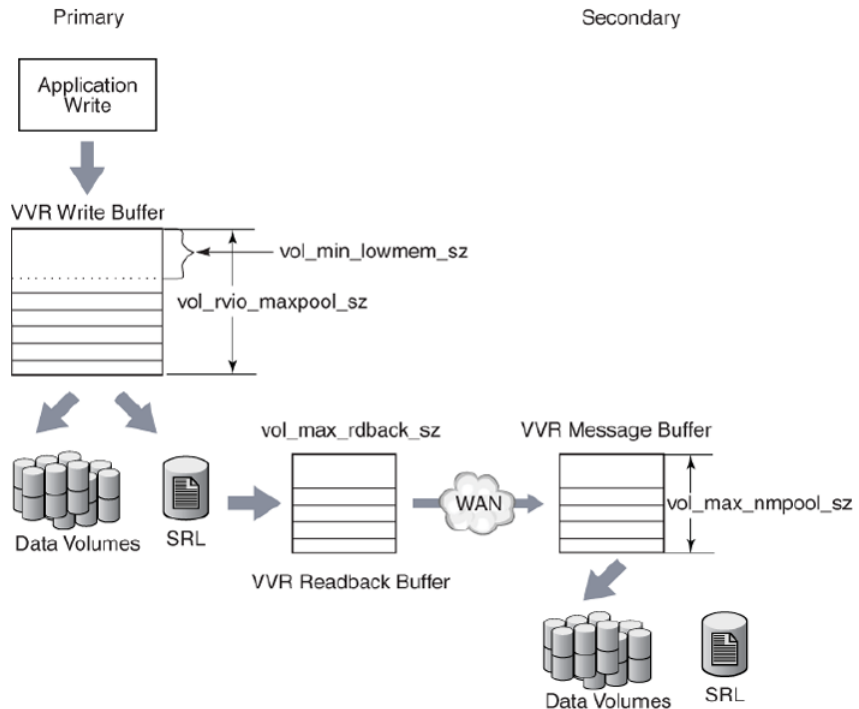 Primary
Secondary
Application
Write
VVR Write Buffer
vol_min_lowmem_sz
vol_rvio_maxpool_sz
vol_max_rdback_sz
VVR Message Buffer
WAN
vol_max_nmpool_sz
Data Volumes
SRL
VVR Readback Buffer
Data Volumes
SRL